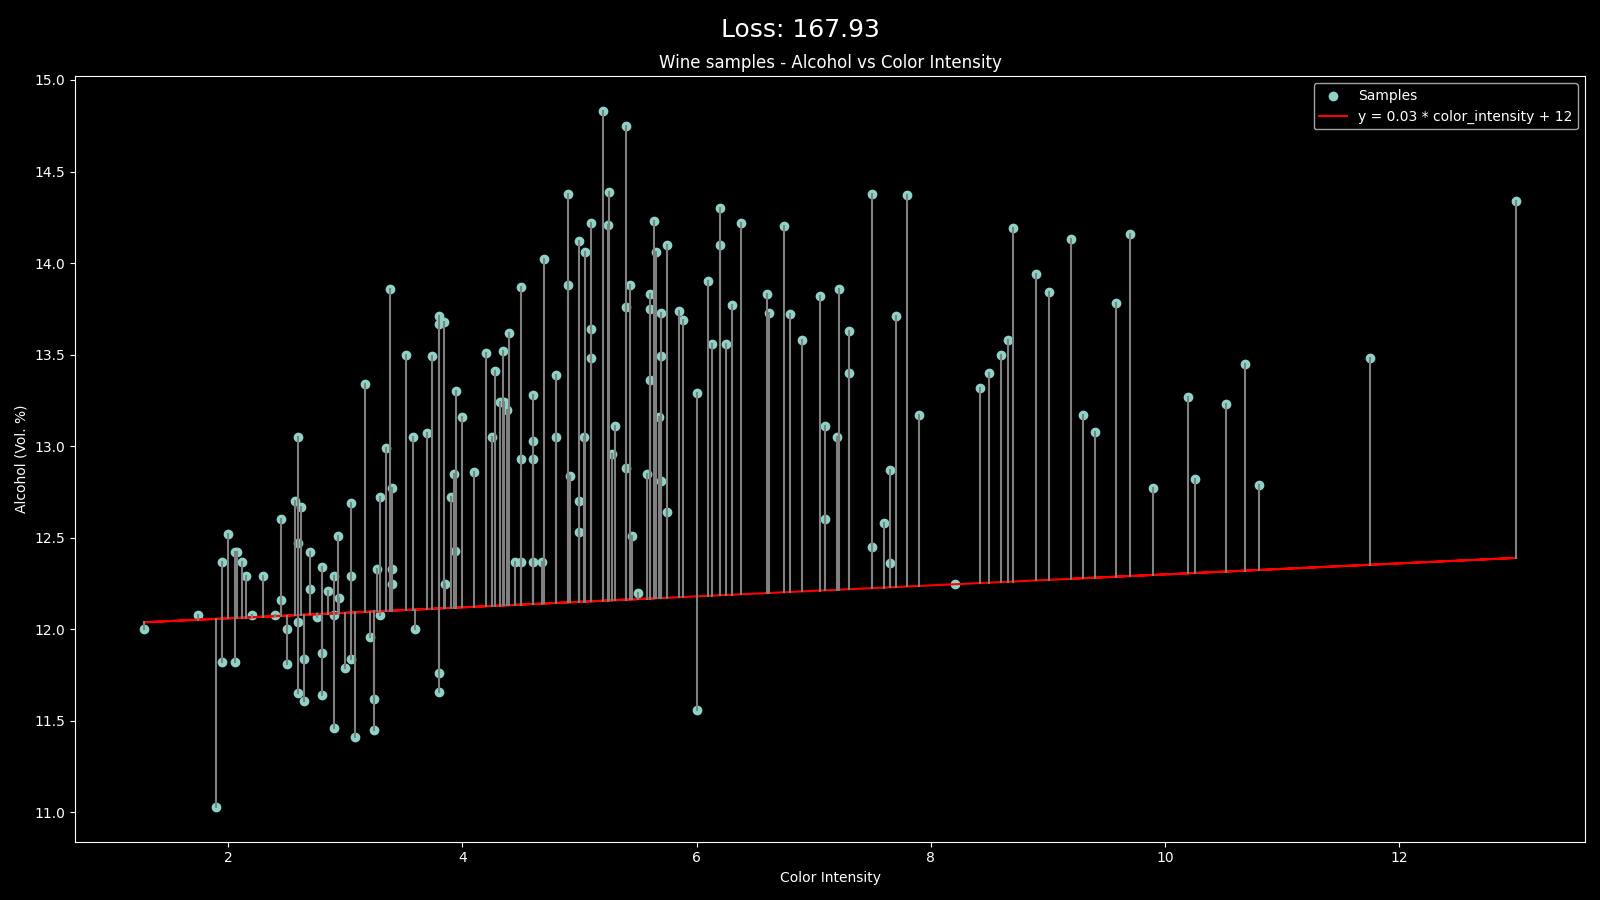 Loss: 167.93
Wine samples - Alcohol vs Color Intensity
Samples
y = 0.03 * color_intensity + 12
Alcohol (Vol. %)
15.0
14.5
14.0
13.5
13.0
12.5
12.0
11.5
11.0
2 4 6 8 10 12
Color Intensity